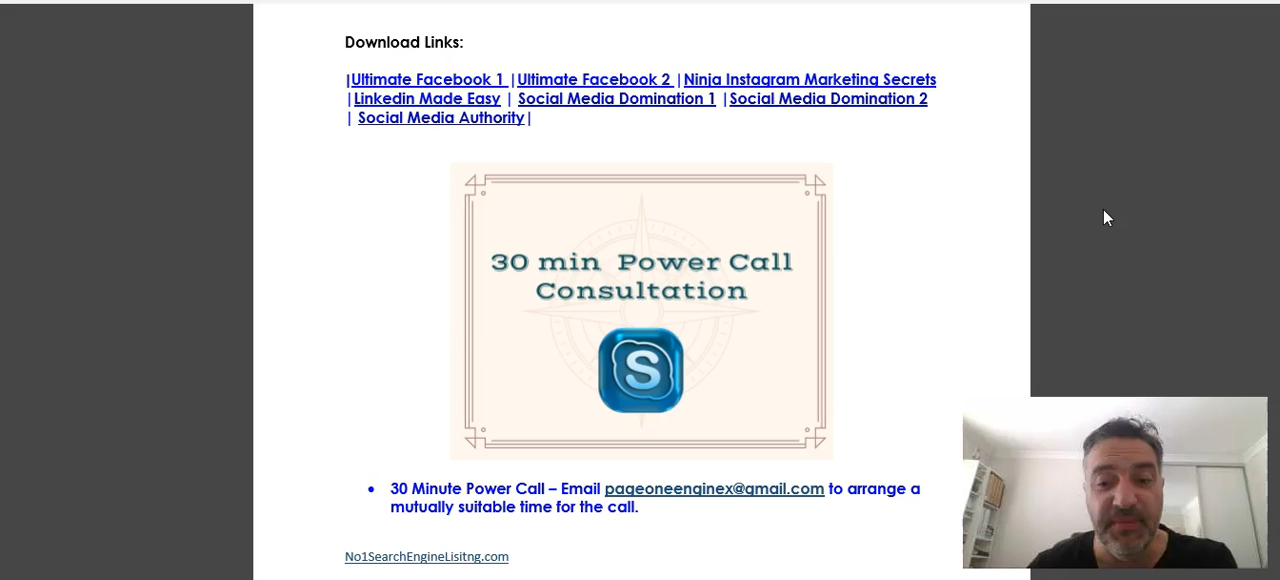 Download Links:
|Ultimate Facebook 1 |Ultimate Facebook 2 |Ninja Instagram Marketing Secrets
|Linkedin Made Easy | Social Media Domination 1 |Social Media Domination 2
| Social Media Authority|
30 min Power Call
Consultation
S
• 30 Minute Power Call – Email pageoneenginex@gmail.com to arrange a
mutually suitable time for the call.
No1SearchEngineLisitng.com